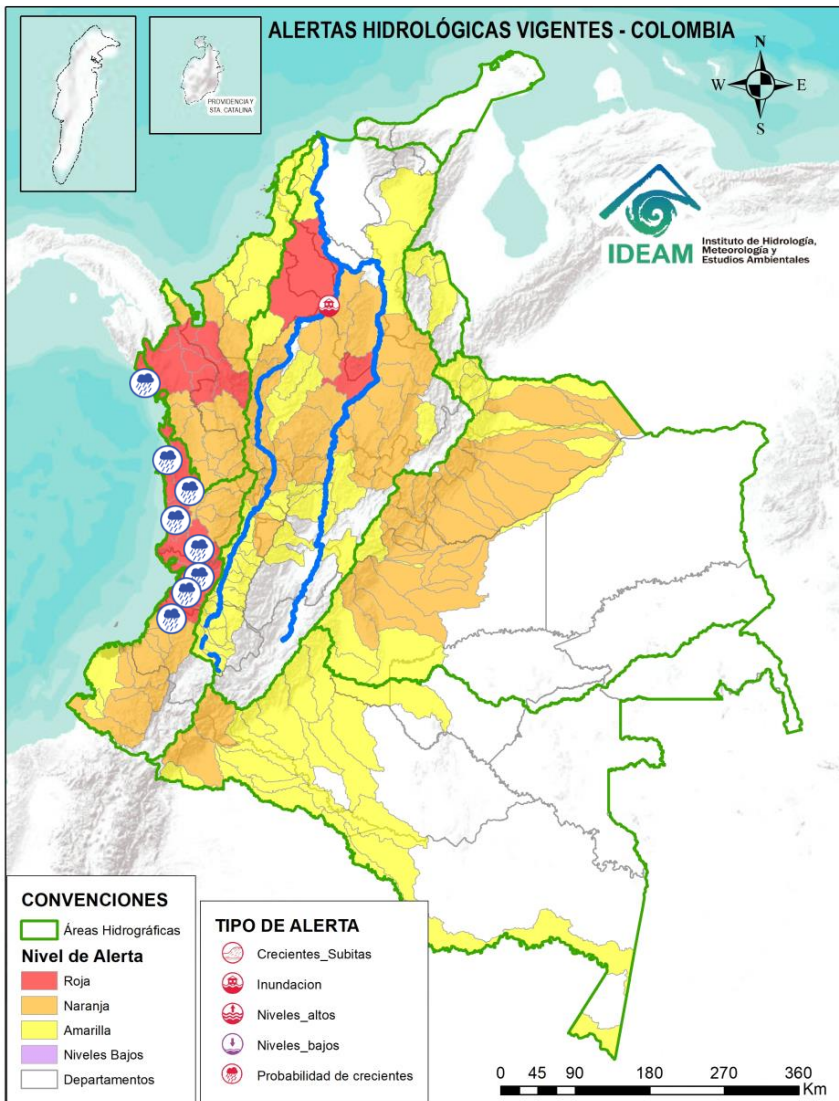 ALERTAS HIDROLÓGICAS VIGENTES - COLOMBIA
PROVIDENCIA Y
STA. CATALINA
N
W
E
S
IDEAM
Instituto de Hidrología,
Meteorología y
Estudios Ambientales
CONVENCIONES
Áreas Hidrográficas
Nivel de Alerta
Roja
Naranja
Amarilla
Niveles Bajos
Departamentos
TIPO DE ALERTA
Crecientes_Subitas
Inundacion
Niveles_altos
Niveles_bajos
Probabilidad de crecientes
0 45 90 180 270 360
Km